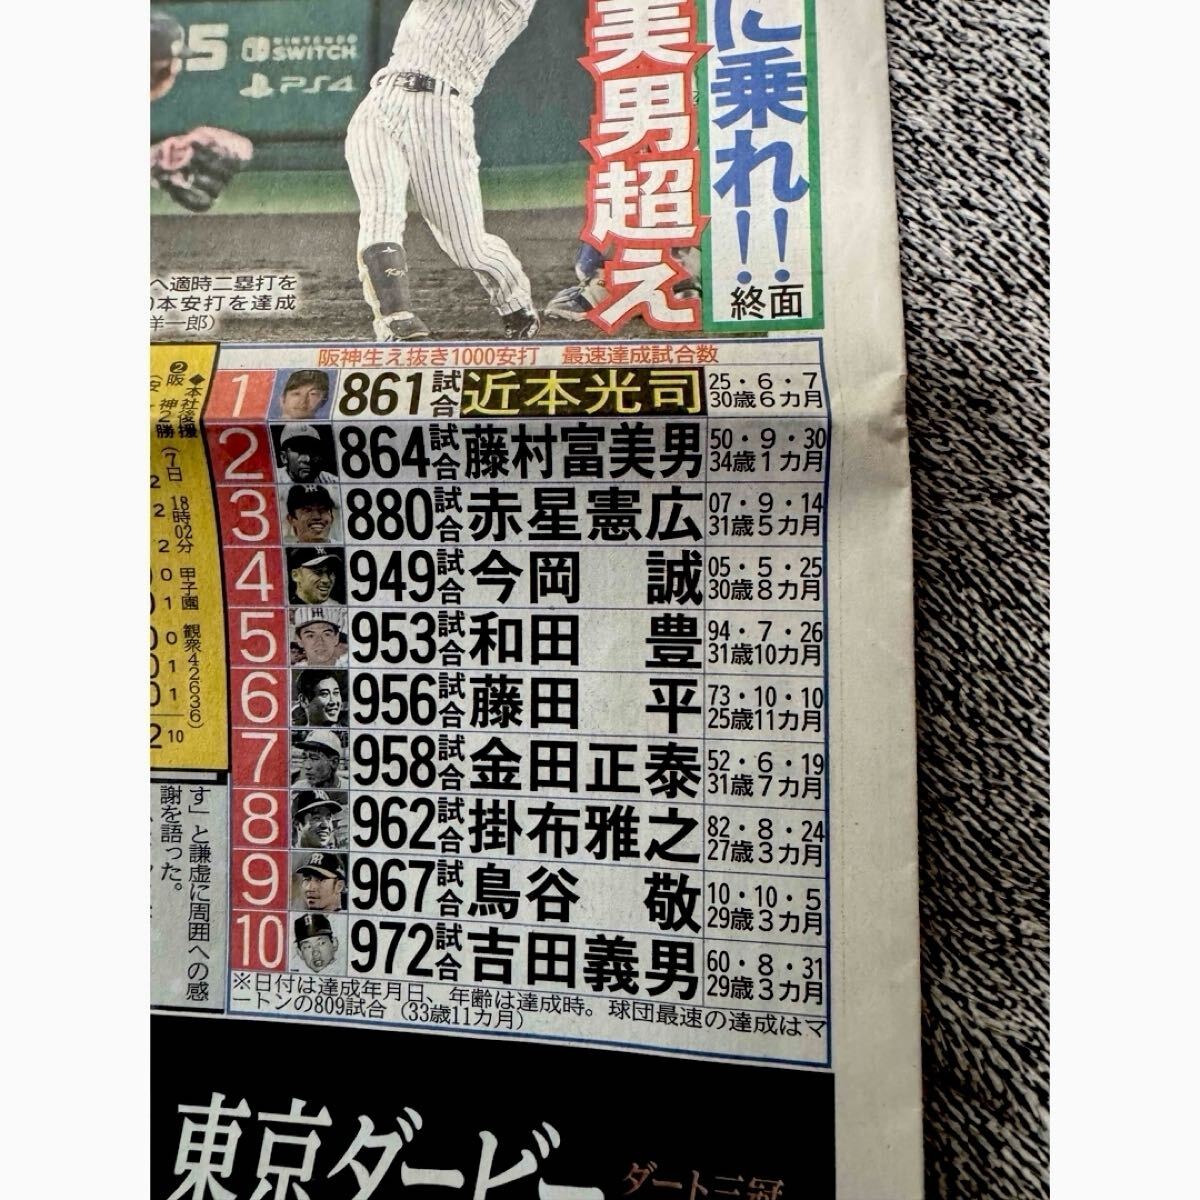 NINTENDO
SWITCH
PS4
に乗れ!!
終面
美男超え
へ適時二塁打を
0本安打を達成
洋一郎)
阪神生え抜き1000安打 最速達成試合数
1 861試合 近本光司 25・6・7 30歳6カ月
2 864試合 藤村富美男 50・9・30 34歳1カ月
3 880試合 赤星憲広 07・9・14 31歳5カ月
4 949試合 今岡 誠 05・5・25 30歳8カ月
5 953試合 和田 豊 94・7・26 31歳10カ月
6 956試合 藤田 平 73・10・10 25歳11カ月
7 958試合 金田正泰 52・6・19 31歳7カ月
8 962試合 掛布雅之 82・8・24 27歳3カ月
9 967試合 鳥谷 敬 10・10・5 29歳3カ月
10 972試合 吉田義男 60・8・31 29歳3カ月
※日付は達成年月日、年齢は達成時。球団最速の達成はマ
ートンの809試合(33歳11カ月)
◆本社後援
(7日 18時02分 甲子園 観衆42636)
す」と謙虚に周囲への感
謝を語った。
東京ダービー
ダート三冠